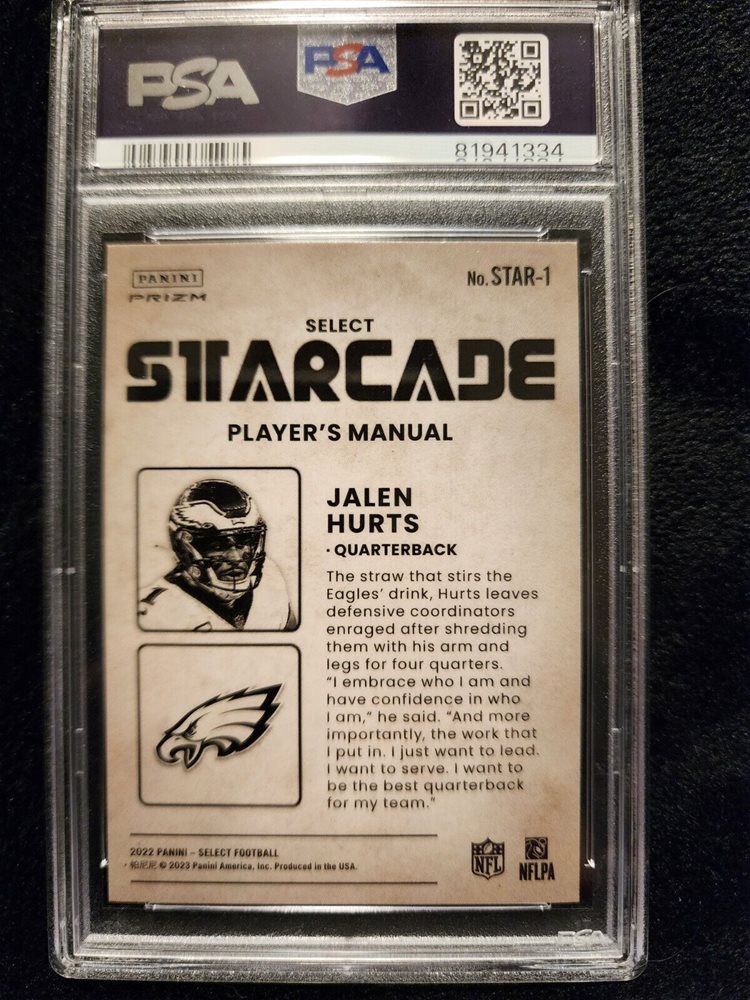 PSA
PSA
81941334
PANINI
PRIZM
No. STAR-1
SELECT
STARCADE
PLAYER'S MANUAL
JALEN
HURTS
· QUARTERBACK
The straw that stirs the
Eagles' drink, Hurts leaves
defensive coordinators
enraged after shredding
them with his arm and
legs for four quarters.
"I embrace who I am and
have confidence in who
I am," he said. "And more
importantly, the work that
I put in. I just want to lead.
I want to serve. I want to
be the best quarterback
for my team."
2022 PANINI – SELECT FOOTBALL
· 帕尼尼 © 2023 Panini America, Inc. Produced in the USA.
NFL
NFLPA
PSA